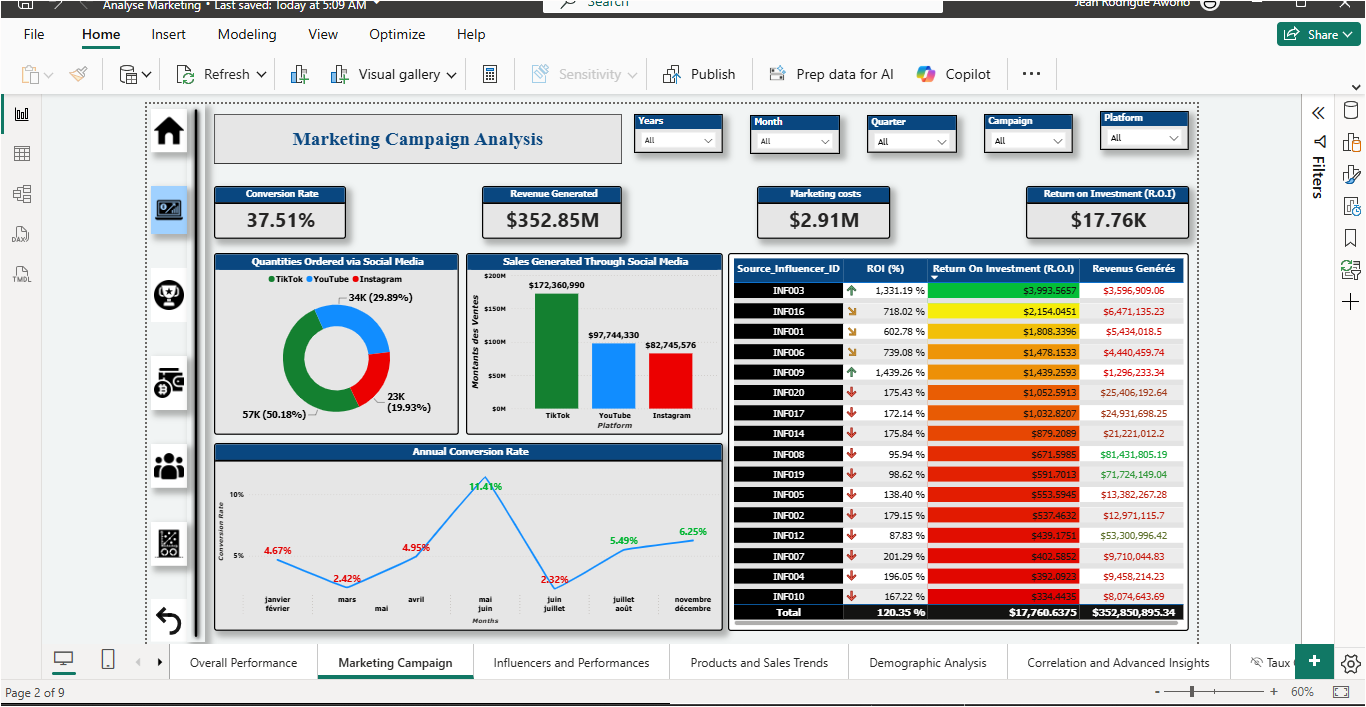 Analyse Marketing • Last saved: Today at 5:09 AM
Search
Jean Rodrigue Awono
File Home Insert Modeling View Optimize Help
Share
Refresh
Visual gallery
Sensitivity
Publish
Prep data for AI
Copilot
Marketing Campaign Analysis
Years
All
Month
All
Quarter
All
Campaign
All
Platform
All
Filters
Conversion Rate
37.51%
Revenue Generated
$352.85M
Marketing costs
$2.91M
Return on Investment (R.O.I)
$17.76K
Quantities Ordered via Social Media
TikTok YouTube Instagram
34K (29.89%)
23K
(19.93%)
57K (50.18%)
Sales Generated Through Social Media
Montants des Ventes
$200M
$150M
$100M
$50M
$0M
$172,360,990
$97,744,330
$82,745,576
TikTok YouTube Instagram
Platform
Annual Conversion Rate
Conversion Rate
10%
5%
4.67%
2.42%
4.95%
11.41%
2.32%
5.49%
6.25%
janvier mars avril mai juin juillet novembre
février mai juin juillet août décembre
Months
Source_Influencer_ID ROI (%) Return On Investment (R.O.I) Revenus Générés
INF003 1,331.19 % $3,993.5657 $3,596,909.06
INF016 718.02 % $2,154.0451 $6,471,135.23
INF001 602.78 % $1,808.3396 $5,434,018.5
INF006 739.08 % $1,478.1533 $4,440,459.74
INF009 1,439.26 % $1,439.2593 $1,296,233.34
INF020 175.43 % $1,052.5913 $25,406,192.64
INF017 172.14 % $1,032.8207 $24,931,698.25
INF014 175.84 % $879.2089 $21,221,012.2
INF008 95.94 % $671.5985 $81,431,805.19
INF019 98.62 % $591.7013 $71,724,149.04
INF005 138.40 % $553.5945 $13,382,267.28
INF002 179.15 % $537.4632 $12,971,115.7
INF012 87.83 % $439.1751 $53,300,996.42
INF007 201.29 % $402.5852 $9,710,044.83
INF004 196.05 % $392.0923 $9,458,214.23
INF010 167.22 % $334.4435 $8,074,643.69
Total 120.35 % $17,760.6375 $352,850,895.34
DAX
TMDL
Overall Performance Marketing Campaign Influencers and Performances Products and Sales Trends Demographic Analysis Correlation and Advanced Insights Taux
Page 2 of 9
60%